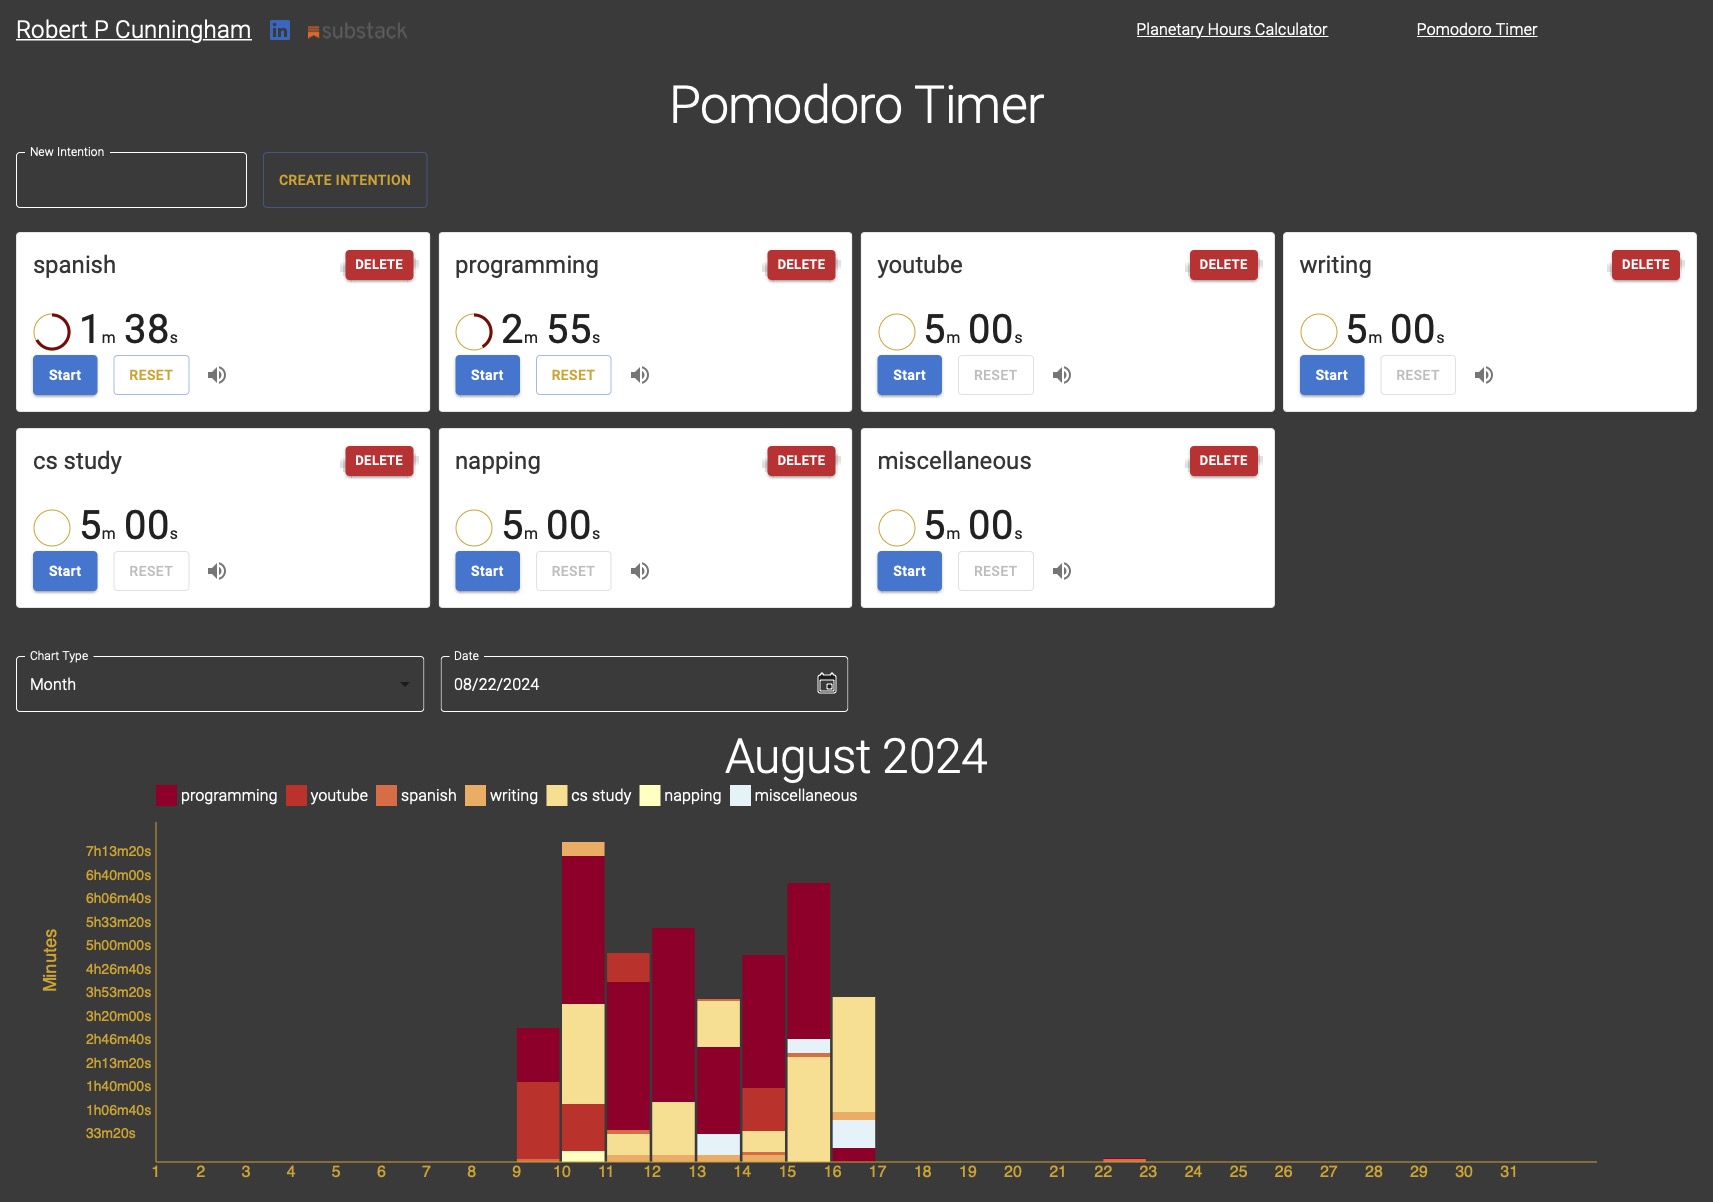 Robert P Cunningham substack Planetary Hours Calculator Pomodoro Timer
Pomodoro Timer
New Intention
CREATE INTENTION
spanish DELETE programming DELETE youtube DELETE writing DELETE
1m 38s 2m 55s 5m 00s 5m 00s
Start RESET Start RESET Start RESET Start RESET
cs study DELETE napping DELETE miscellaneous DELETE
5m 00s 5m 00s 5m 00s
Start RESET Start RESET Start RESET
Chart Type Date
Month 08/22/2024
August 2024
programming youtube spanish writing cs study napping miscellaneous
Minutes
7h13m20s
6h40m00s
6h06m40s
5h33m20s
5h00m00s
4h26m40s
3h53m20s
3h20m00s
2h46m40s
2h13m20s
1h40m00s
1h06m40s
33m20s
1 2 3 4 5 6 7 8 9 10 11 12 13 14 15 16 17 18 19 20 21 22 23 24 25 26 27 28 29 30 31